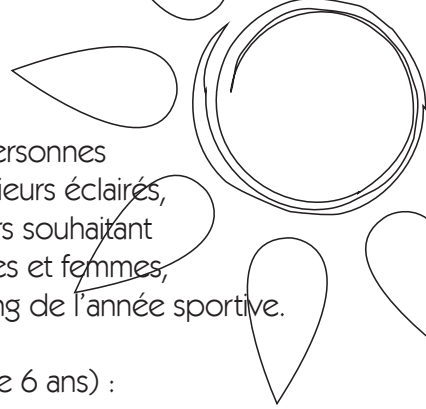 ersonnes
ieurs éclairés,
rs souhaitant
es et femmes,
ng de l'année sportive.
e 6 ans) :